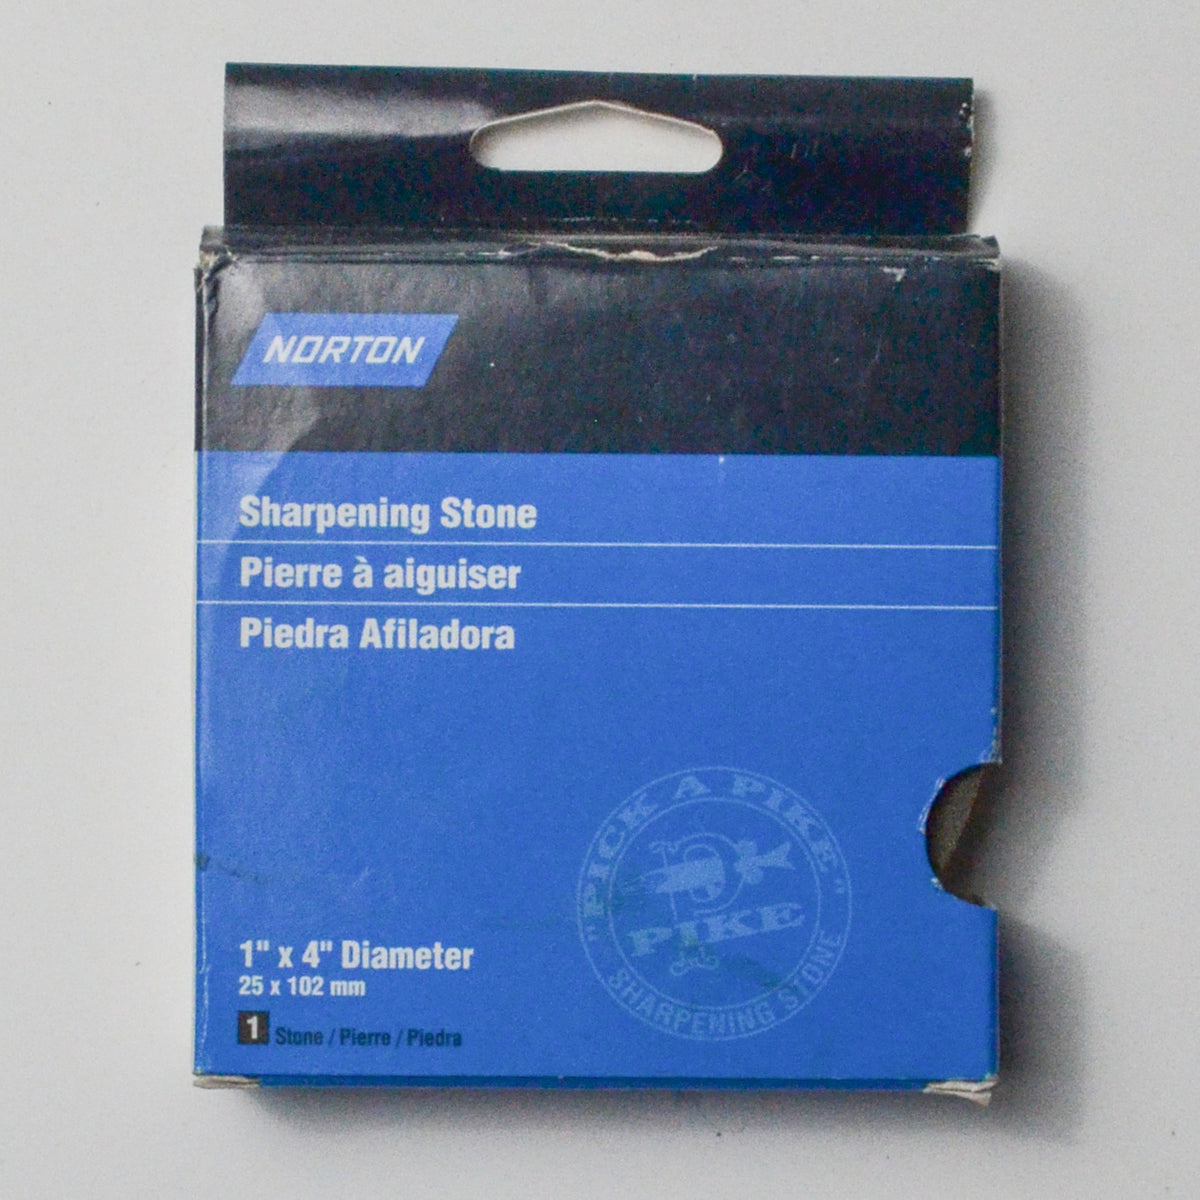 NORTON
Sharpening Stone
Pierre à aiguiser
Piedra Afiladora
"PICK A PIKE"
PIKE
SHARPENING STONE
1" x 4" Diameter
25 x 102 mm
1 Stone / Pierre / Piedra